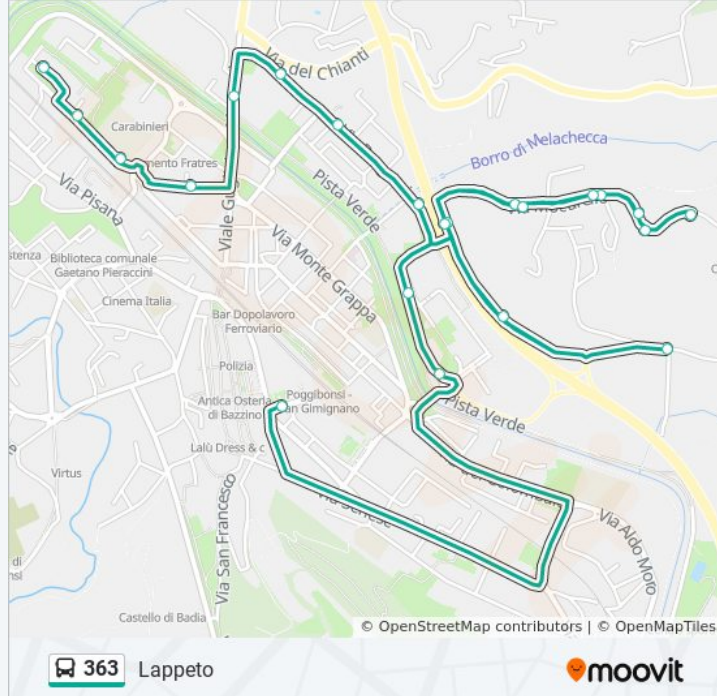 Via del Chianti
Carabinieri
mento Fratres
Borro di Melachecca
Via Pisana
Pista Verde
Viale Gu
Via Monte Grappa
stenza
Biblioteca comunale
Gaetano Pieraccini
Cinema Italia
Bar Dopolavoro
Ferroviario
Polizia
Poggibonsi -
San Gimignano
Antica Osteria
di Bazzino
Pista Verde
Lalù Dress & c
Virtus
Via San Francesco
Via Senese
Via Aldo Moro
di
nsi
Castello di Badia
© OpenStreetMap contributors | © OpenMapTiles
363 Lappeto
moovit